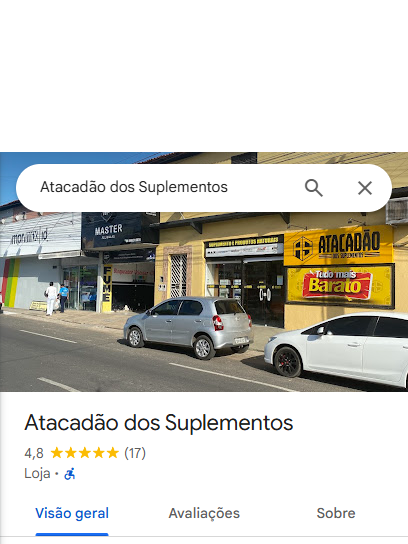 Atacadão dos Suplementos
MASTER
SUPLEMENTO E PRODUTOS NATURAIS
ATACADÃO
DOS SUPLEMENTOS
Tudo mais
Barato
Atacadão dos Suplementos
4,8 (17)
Loja ·
Visão geral Avaliações Sobre